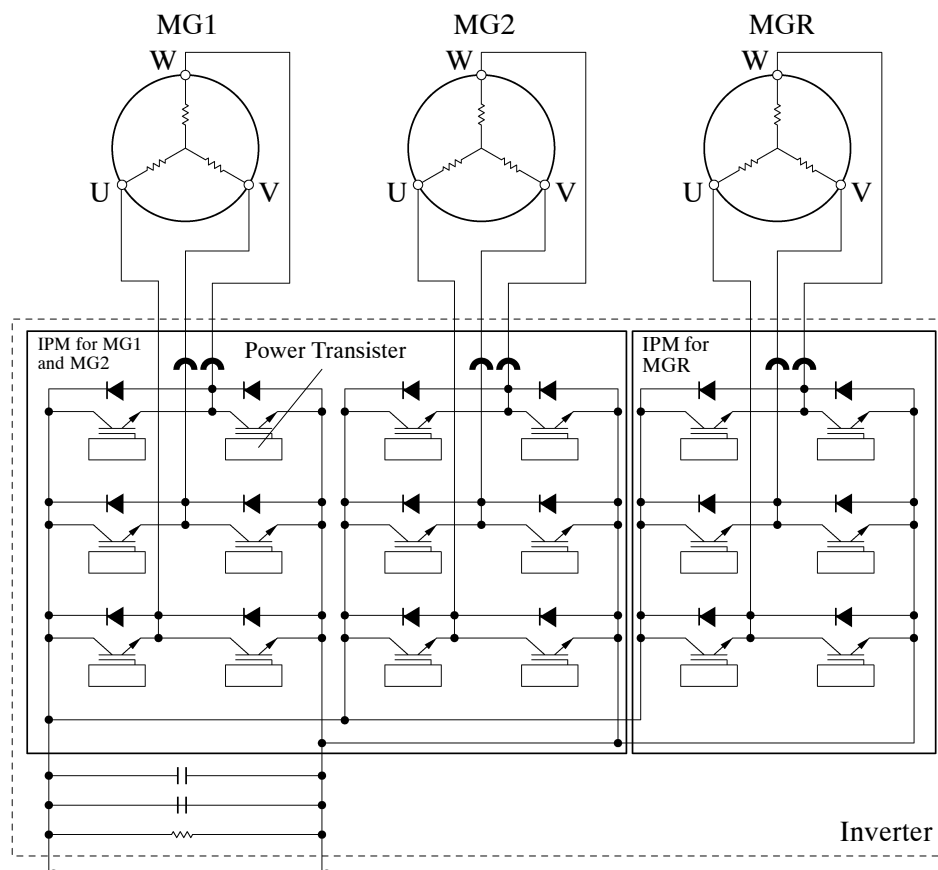 MG1
MG2
MGR
W
W
W
U
V
U
V
U
V
IPM for MG1
and MG2
Power Transister
IPM for
MGR
Inverter